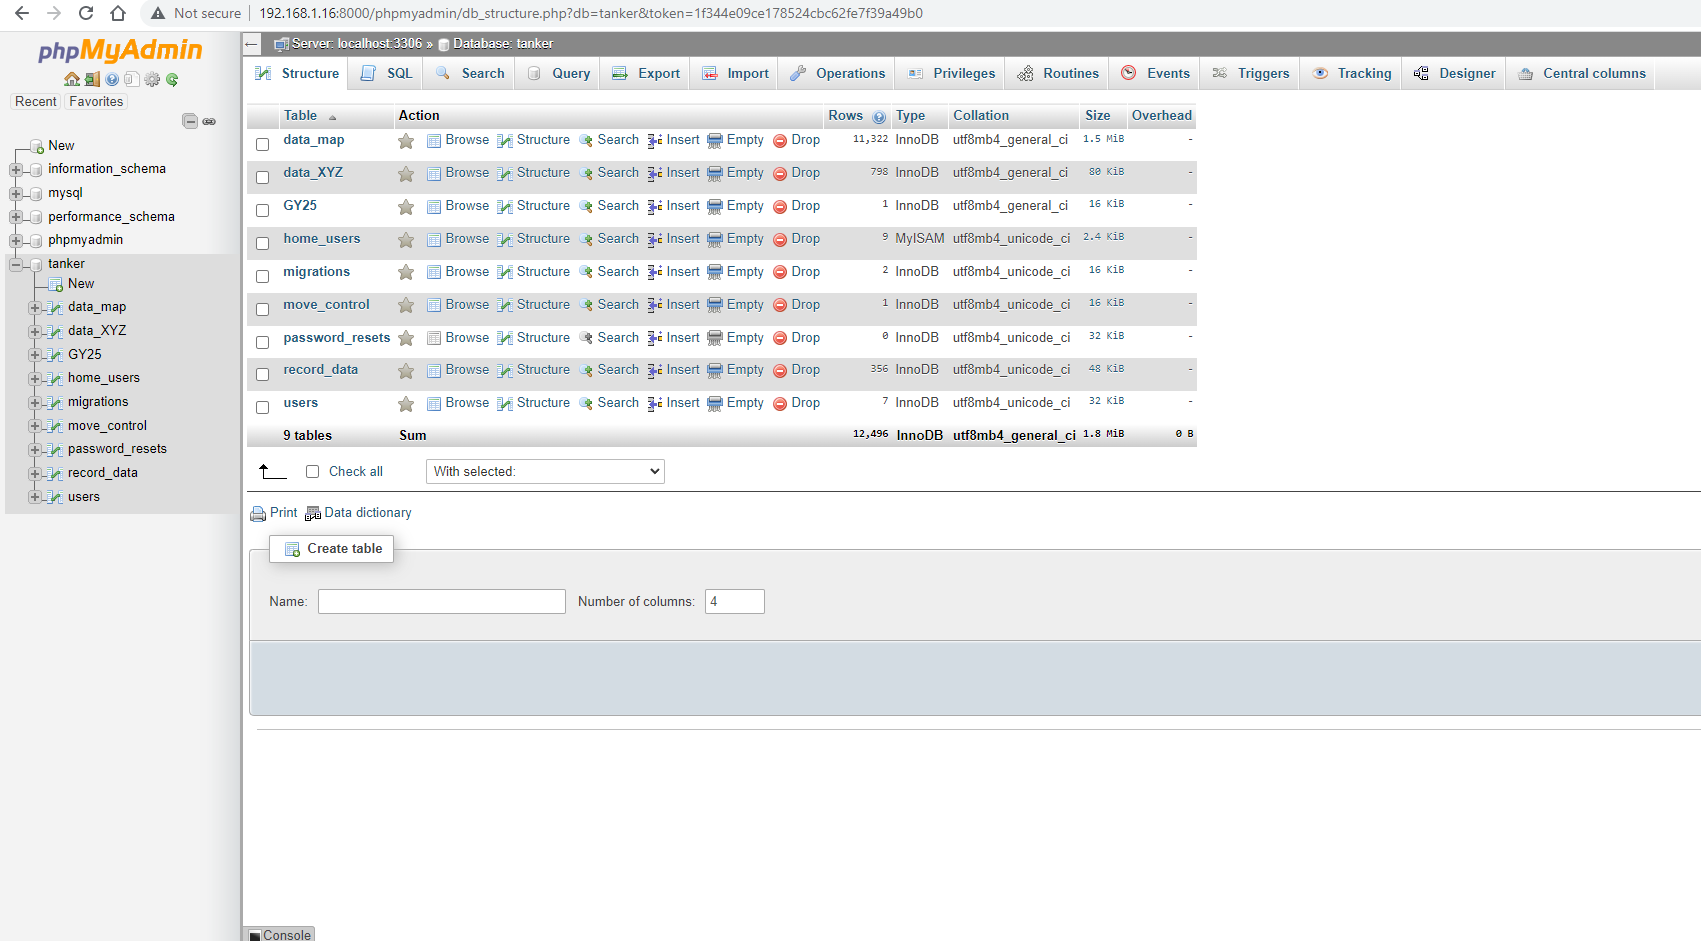 Not secure 192.168.1.16:8000/phpmyadmin/db_structure.php?db=tanker&token=1f344e09ce178524cbc62fe7f39a49b0
phpMyAdmin
Recent Favorites
New
information_schema
mysql
performance_schema
phpmyadmin
tanker
New
data_map
data_XYZ
GY25
home_users
migrations
move_control
password_resets
record_data
users
Server: localhost:3306 » Database: tanker
Structure SQL Search Query Export Import Operations Privileges Routines Events Triggers Tracking Designer Central columns
Table Action Rows Type Collation Size Overhead
data_map Browse Structure Search Insert Empty Drop 11,322 InnoDB utf8mb4_general_ci 1.5 MiB -
data_XYZ Browse Structure Search Insert Empty Drop 798 InnoDB utf8mb4_general_ci 80 KiB -
GY25 Browse Structure Search Insert Empty Drop 1 InnoDB utf8mb4_general_ci 16 KiB -
home_users Browse Structure Search Insert Empty Drop 9 MyISAM utf8mb4_unicode_ci 2.4 KiB -
migrations Browse Structure Search Insert Empty Drop 2 InnoDB utf8mb4_unicode_ci 16 KiB -
move_control Browse Structure Search Insert Empty Drop 1 InnoDB utf8mb4_unicode_ci 16 KiB -
password_resets Browse Structure Search Insert Empty Drop 0 InnoDB utf8mb4_unicode_ci 32 KiB -
record_data Browse Structure Search Insert Empty Drop 356 InnoDB utf8mb4_unicode_ci 48 KiB -
users Browse Structure Search Insert Empty Drop 7 InnoDB utf8mb4_unicode_ci 32 KiB -
9 tables Sum 12,496 InnoDB utf8mb4_general_ci 1.8 MiB 0 B
Check all With selected:
Print Data dictionary
Create table
Name: Number of columns: 4
Console